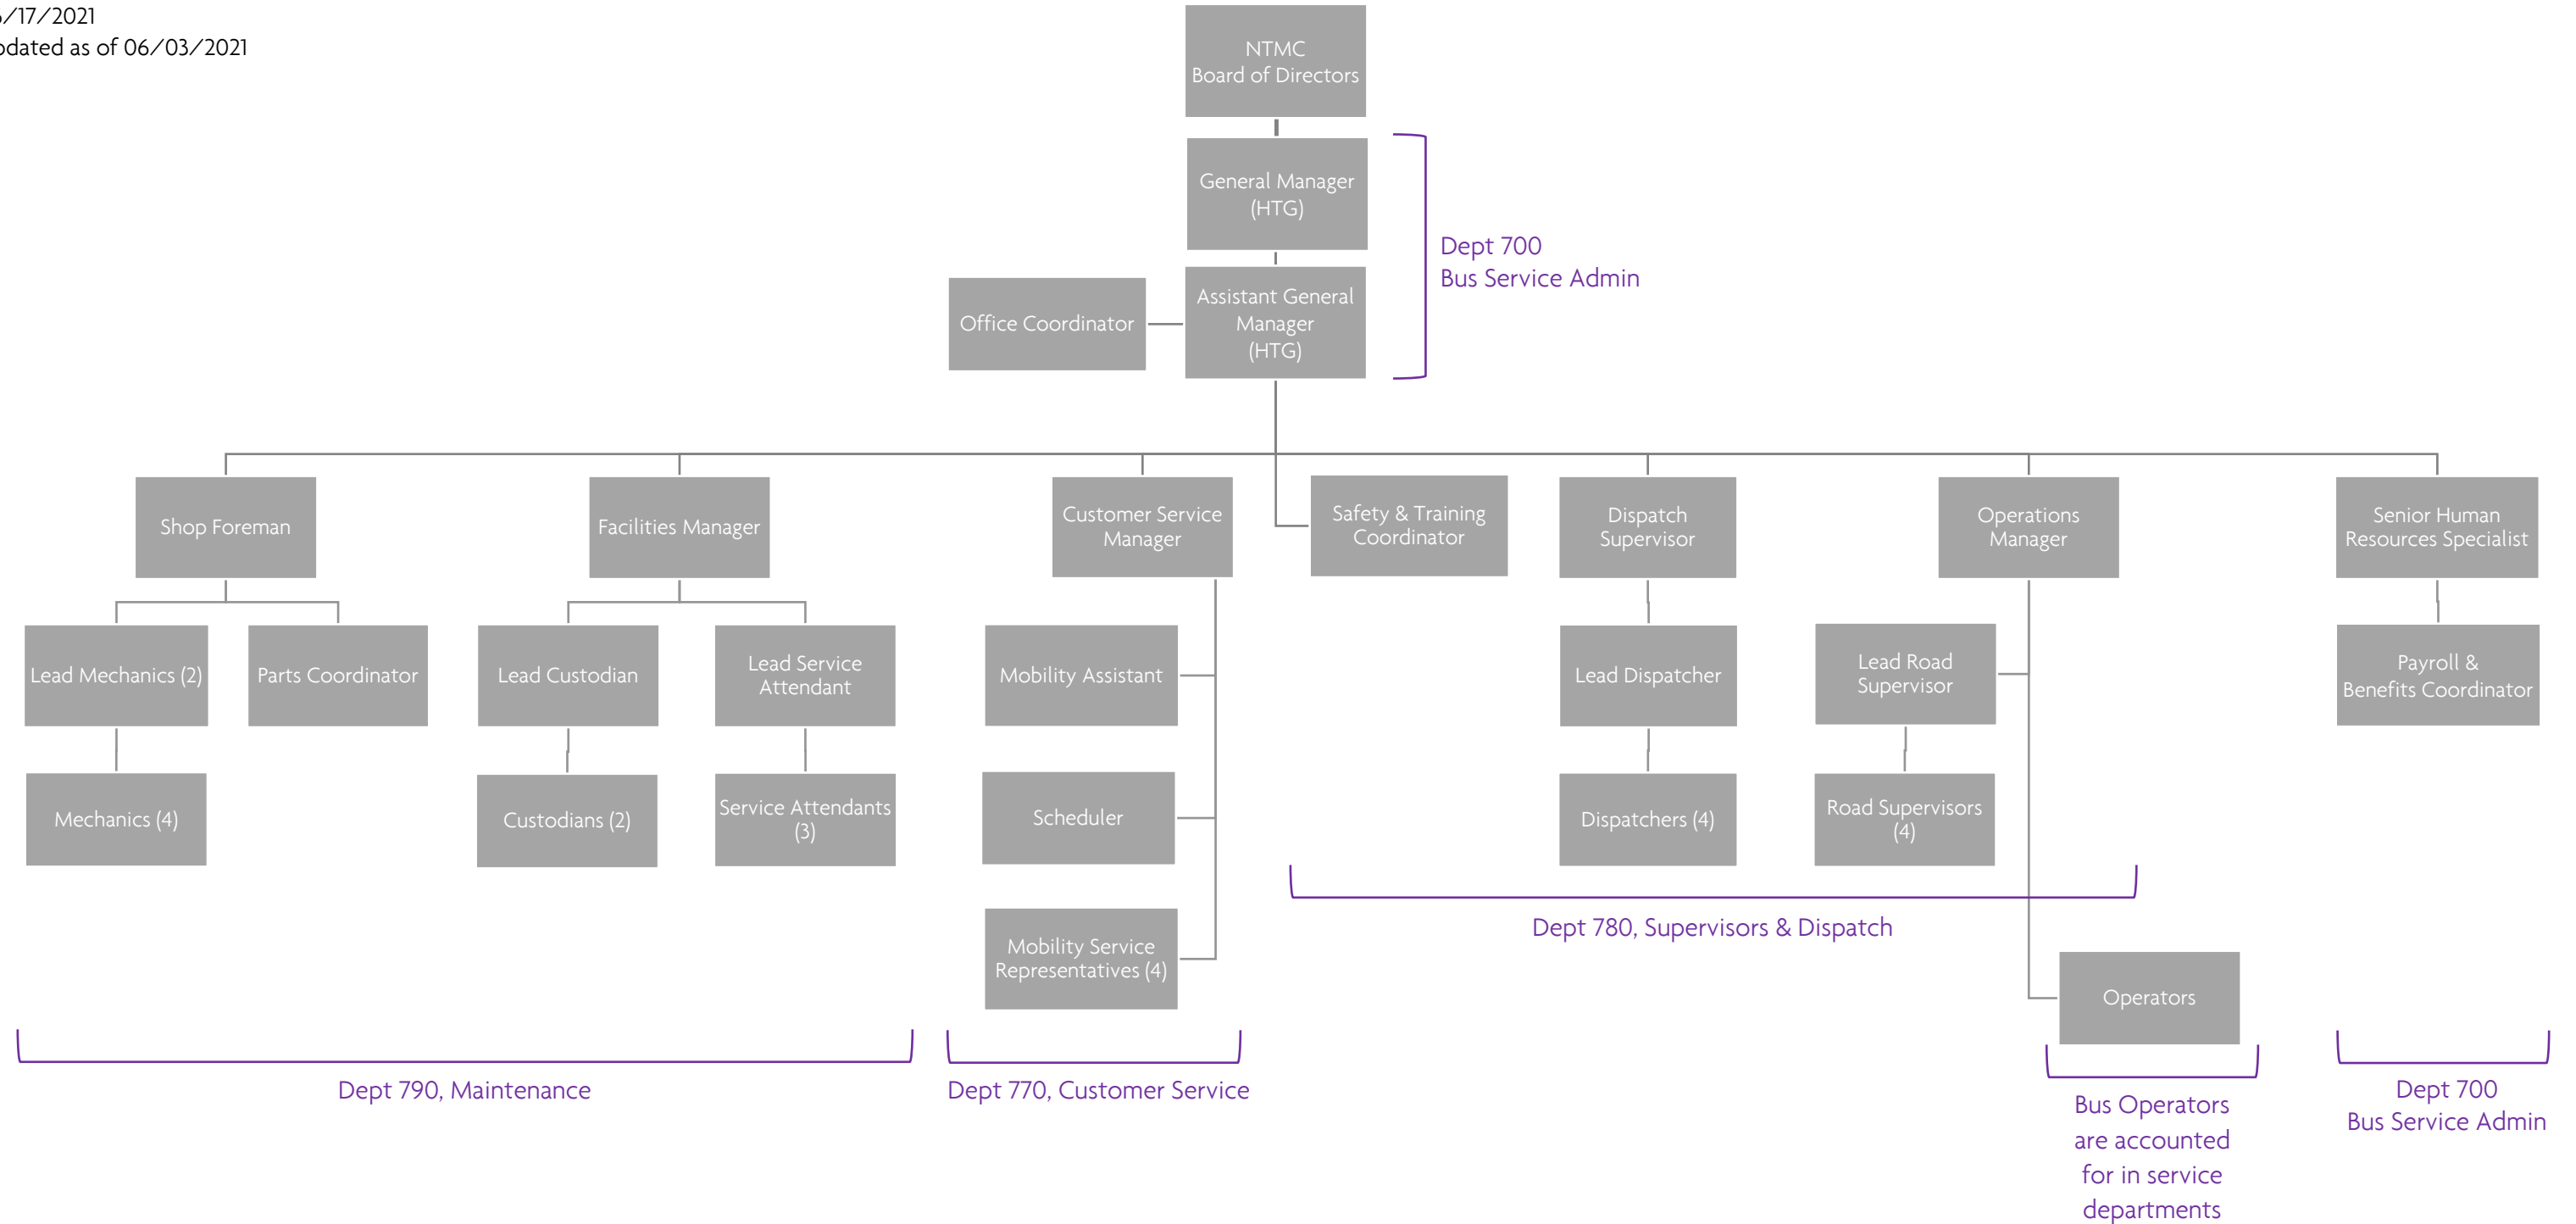 /17/2021
dated as of 06/03/2021
NTMC
Board of Directors
General Manager
(HTG)
Dept 700
Bus Service Admin
Office Coordinator
Assistant General
Manager
(HTG)
Shop Foreman
Facilities Manager
Customer Service
Manager
Safety & Training
Coordinator
Dispatch
Supervisor
Operations
Manager
Senior Human
Resources Specialist
Lead Mechanics (2)
Parts Coordinator
Lead Custodian
Lead Service
Attendant
Mobility Assistant
Lead Dispatcher
Lead Road
Supervisor
Payroll &
Benefits Coordinator
Mechanics (4)
Custodians (2)
Service Attendants
(3)
Scheduler
Dispatchers (4)
Road Supervisors
(4)
Dept 780, Supervisors & Dispatch
Mobility Service
Representatives (4)
Operators
Dept 790, Maintenance
Dept 770, Customer Service
Bus Operators
are accounted
for in service
departments
Dept 700
Bus Service Admin